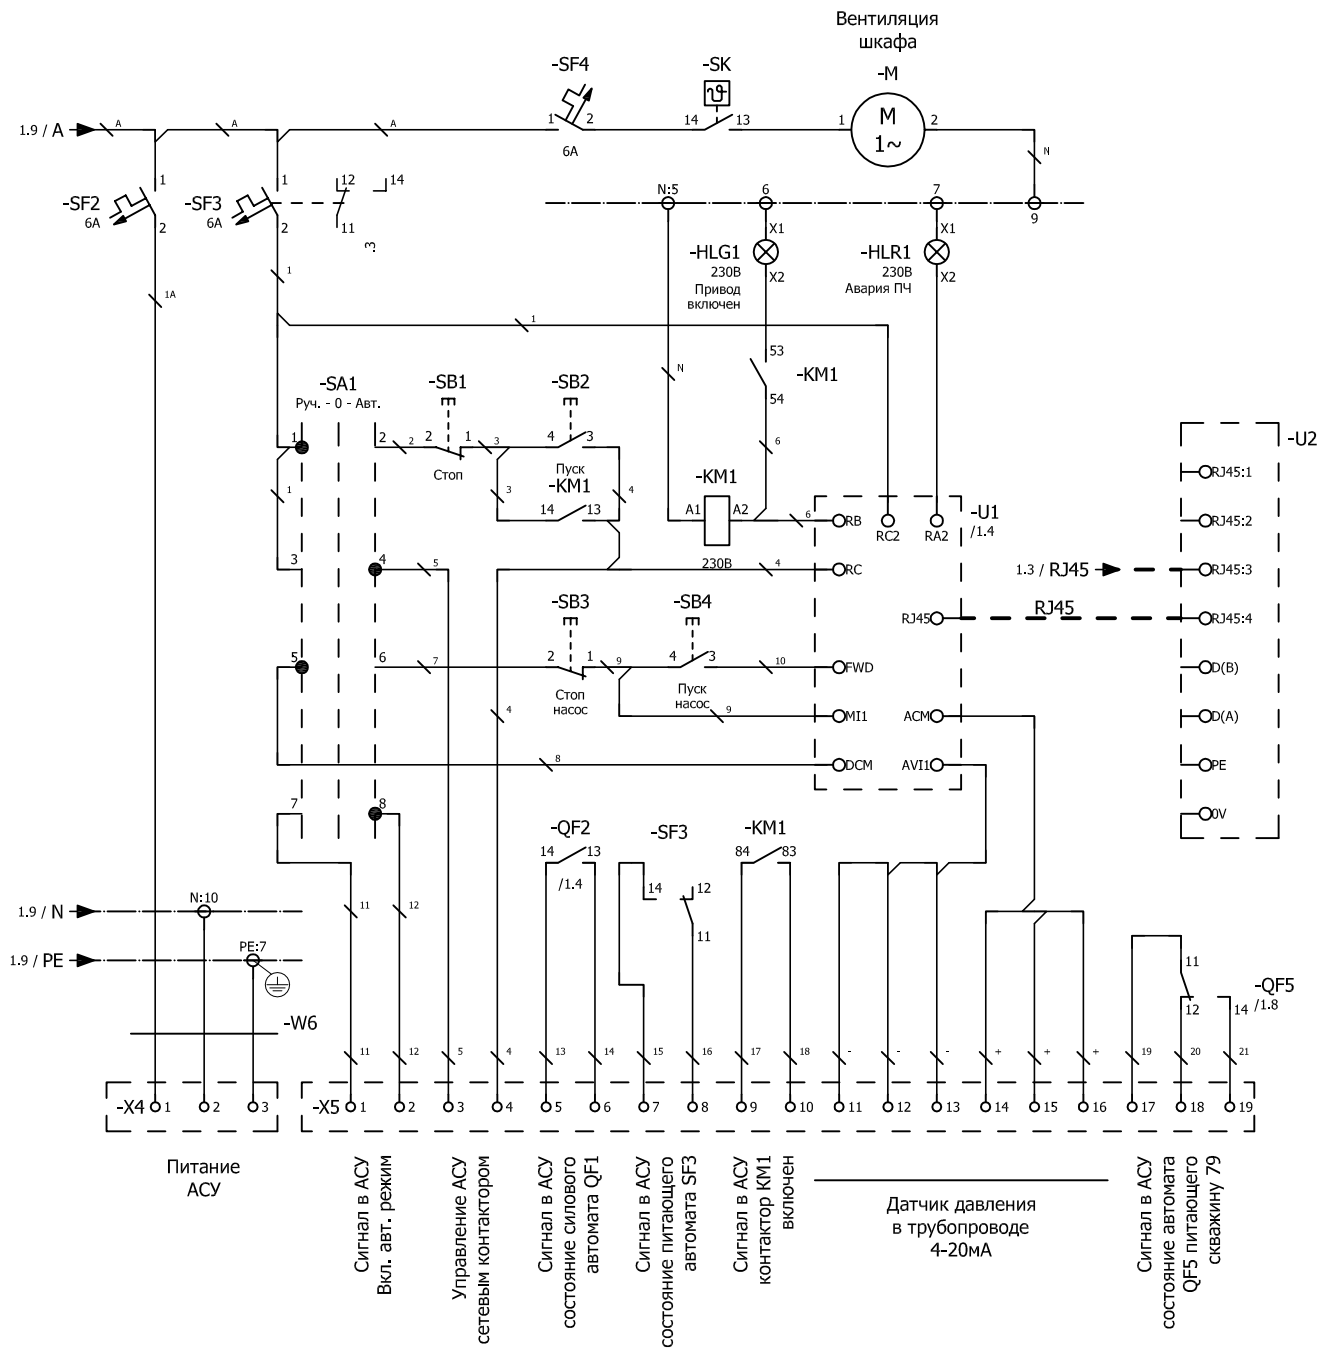 Вентиляция
шкафа
-SF4
-SK
-M
1.9 / A
A
A
A
1
2
6А
14
13
1
M
1~
2
N
-SF2
6А
1
2
-SF3
6А
1
2
12
14
11
.3
N:5
6
7
9
X1
-HLG1
230В
X2
Привод
включен
X1
-HLR1
230В
X2
Авария ПЧ
1
1A
1
N
53
-KM1
54
6
-SA1
Руч. - 0 - Авт.
-SB1
-SB2
1
2
2
2
1
3
4
3
Стоп
Пуск
-KM1
1
3
14
13
4
-KM1
A1
A2
230В
6
RB
RC2
RA2
-U1
/1.4
3
4
5
4
RC
RJ45
RJ45
1.3 / RJ45
-U2
RJ45:1
RJ45:2
RJ45:3
RJ45:4
D(B)
D(A)
PE
0V
-SB3
-SB4
5
6
7
2
1
9
4
3
10
FWD
Стоп
насос
Пуск
насос
4
9
MI1
ACM
8
DCM
AVI1
7
8
-QF2
14
13
/1.4
-SF3
14
12
11
-KM1
84
83
1.9 / N
N:10
11
12
1.9 / PE
PE:7
-W6
11
12
-QF5
14
/1.8
11
12
5
4
13
14
15
16
17
18
-
-
-
+
+
+
19
20
21
-X4
1
2
3
-X5
1
2
3
4
5
6
7
8
9
10
11
12
13
14
15
16
17
18
19
Питание
АСУ
Сигнал в АСУ
Вкл. авт. режим
Управление АСУ
сетевым контактором
Сигнал в АСУ
состояние силового
автомата QF1
Сигнал в АСУ
состояние питающего
автомата SF3
Сигнал в АСУ
контактор КМ1
включен
Датчик давления
в трубопроводе
4-20мА
Сигнал в АСУ
состояние автомата
QF5 питающего
скважину 79